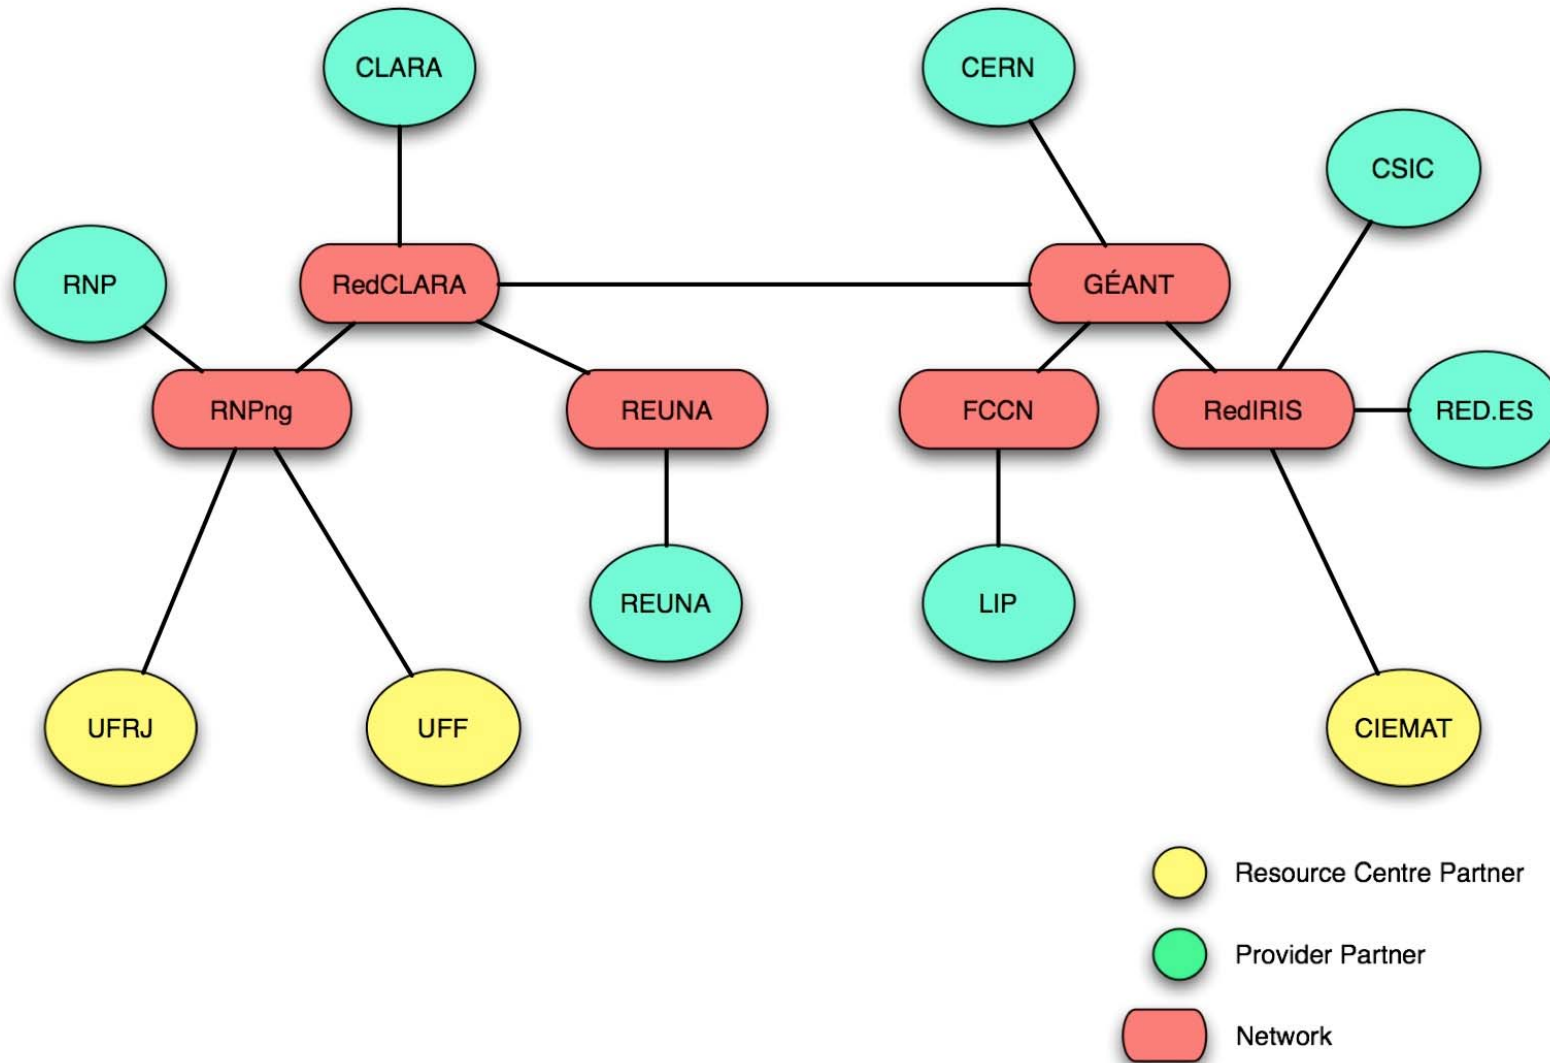 CLARA
CERN
CSIC
RNP
RedCLARA
GÉANT
RNPng
REUNA
FCCN
RedIRIS
RED.ES
REUNA
LIP
UFRJ
UFF
CIEMAT
Resource Centre Partner
Provider Partner
Network